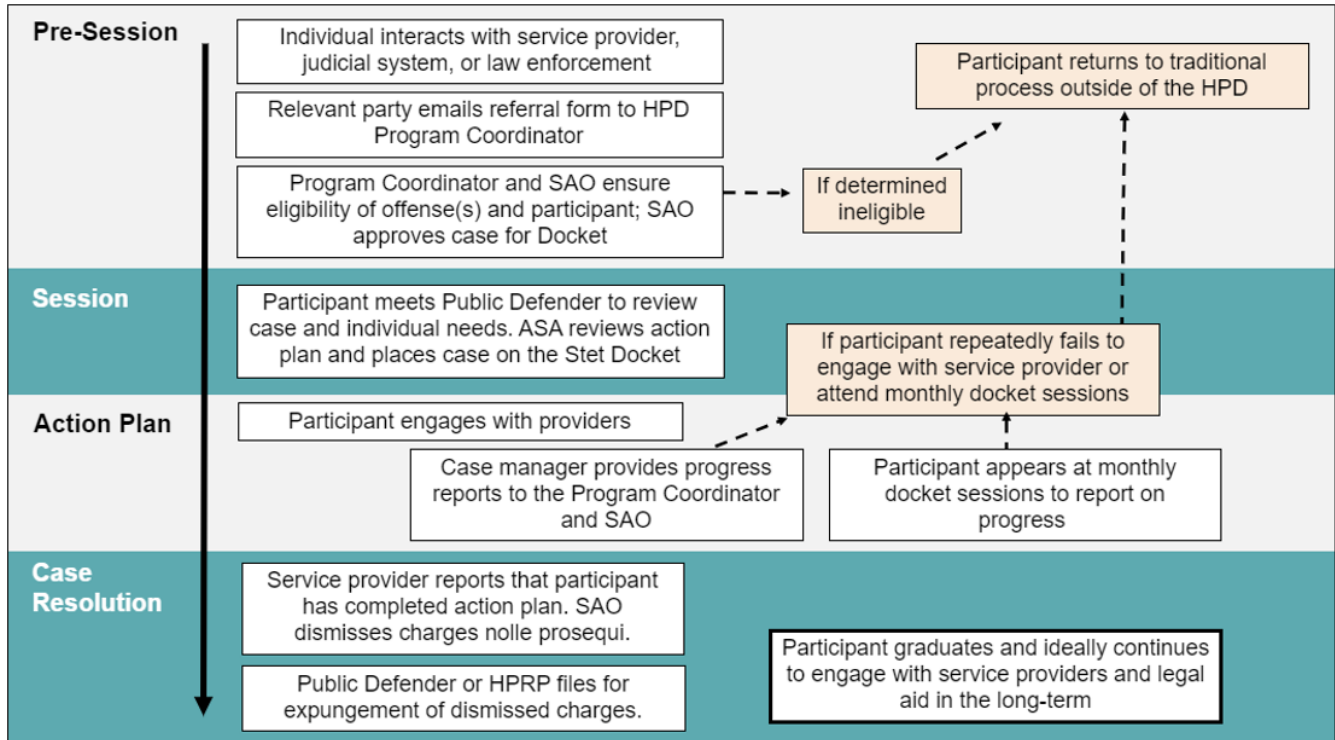 Pre-Session
Individual interacts with service provider,
judicial system, or law enforcement
Relevant party emails referral form to HPD
Program Coordinator
Program Coordinator and SAO ensure
eligibility of offense(s) and participant; SAO
approves case for Docket
If determined
ineligible
Participant returns to traditional
process outside of the HPD
Session
Participant meets Public Defender to review
case and individual needs. ASA reviews action
plan and places case on the Stet Docket
If participant repeatedly fails to
engage with service provider or
attend monthly docket sessions
Action Plan
Participant engages with providers
Case manager provides progress
reports to the Program Coordinator
and SAO
Participant appears at monthly
docket sessions to report on
progress
Case
Resolution
Service provider reports that participant
has completed action plan. SAO
dismisses charges nolle prosequi.
Public Defender or HPRP files for
expungement of dismissed charges.
Participant graduates and ideally continues
to engage with service providers and legal
aid in the long-term